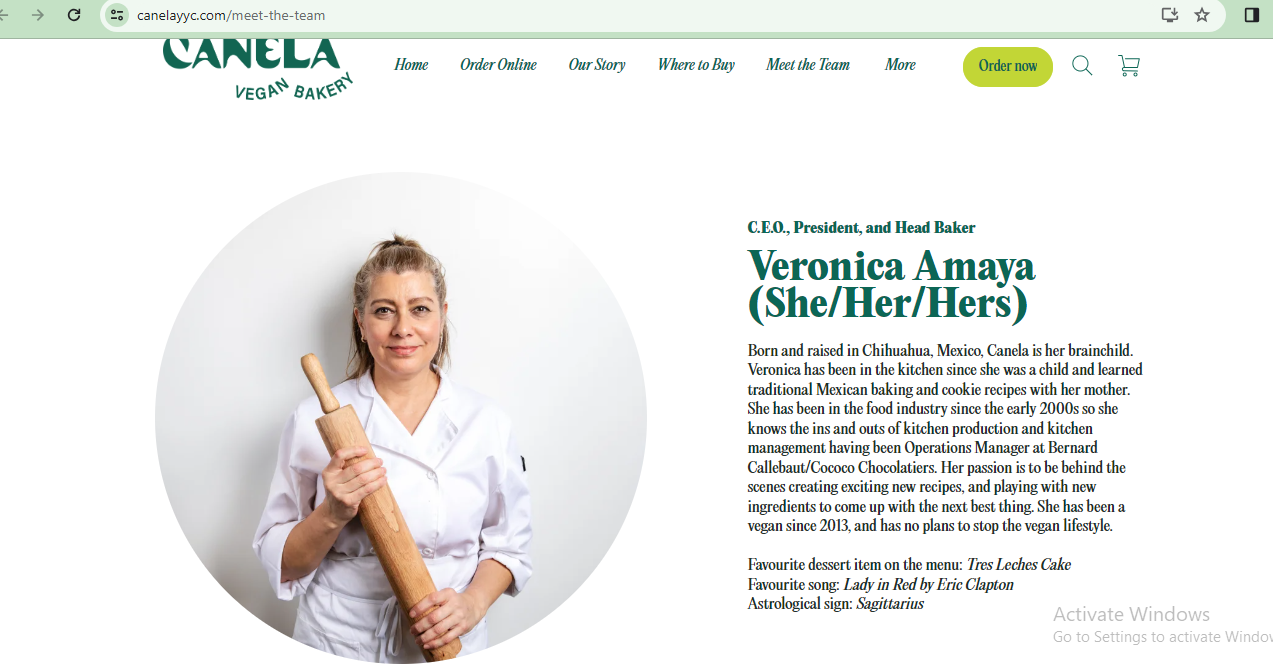 canelayyc.com/meet-the-team
CANELA
VEGAN BAKERY
Home Order Online Our Story Where to Buy Meet the Team More Order now
C.E.O., President, and Head Baker
Veronica Amaya
(She/Her/Hers)
Born and raised in Chihuahua, Mexico, Canela is her brainchild.
Veronica has been in the kitchen since she was a child and learned
traditional Mexican baking and cookie recipes with her mother.
She has been in the food industry since the early 2000s so she
knows the ins and outs of kitchen production and kitchen
management having been Operations Manager at Bernard
Callebaut/Cococo Chocolatiers. Her passion is to be behind the
scenes creating exciting new recipes, and playing with new
ingredients to come up with the next best thing. She has been a
vegan since 2013, and has no plans to stop the vegan lifestyle.
Favourite dessert item on the menu: Tres Leches Cake
Favourite song: Lady in Red by Eric Clapton
Astrological sign: Sagittarius
Activate Windows
Go to Settings to activate Window